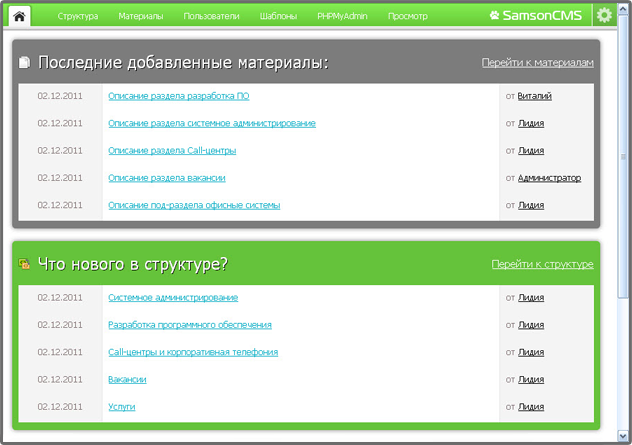 Структура Материалы Пользователи Шаблоны PHPMyAdmin Просмотр SamsonCMS
Последние добавленные материалы: Перейти к материалам
02.12.2011 Описание раздела разработка ПО от Виталий
02.12.2011 Описание раздела системное администрирование от Лидия
02.12.2011 Описание раздела Call-центры от Лидия
02.12.2011 Описание раздела вакансии от Администратор
02.12.2011 Описание под-раздела офисные системы от Лидия
Что нового в структуре? Перейти к структуре
02.12.2011 Системное администрирование от Лидия
02.12.2011 Разработка программного обеспечения от Лидия
02.12.2011 Call-центры и корпоративная телефония от Лидия
02.12.2011 Вакансии от Лидия
02.12.2011 Услуги от Лидия